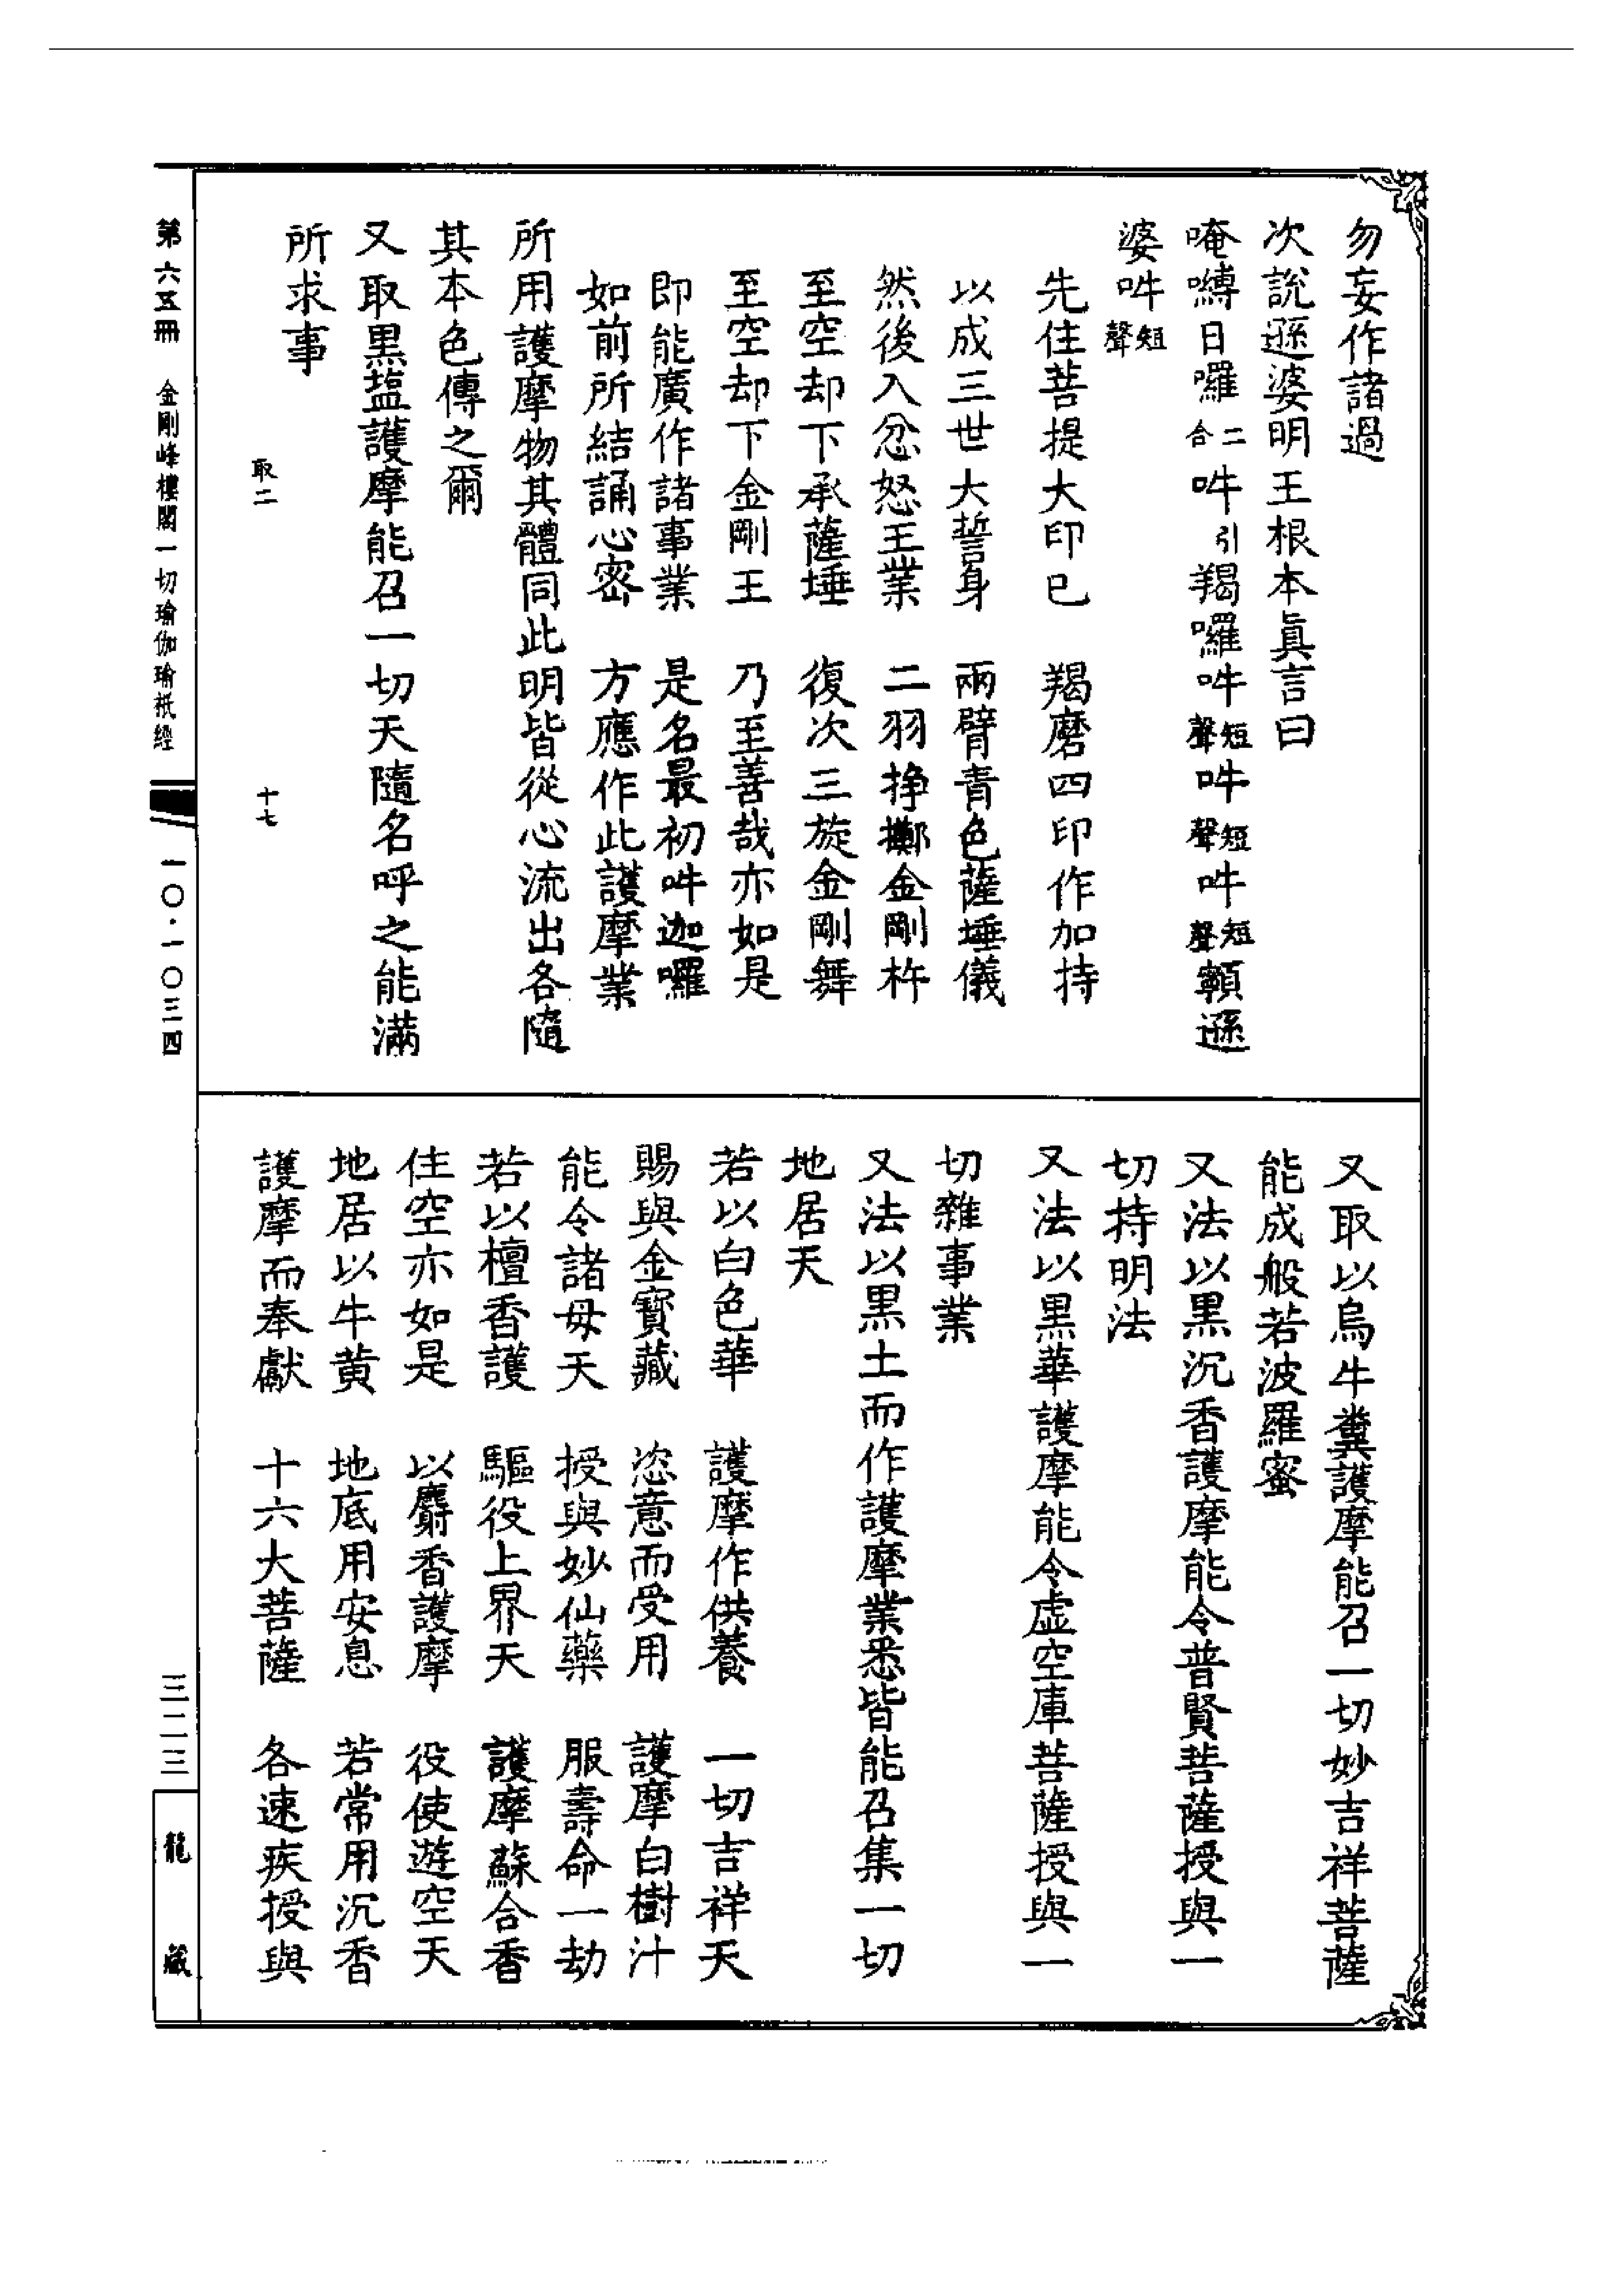 勿妄作諸過
次說遜婆明王根本眞言曰
唵嚩日囉二合吽引羯囉吽短聲吽短聲吽短聲顊遜
婆吽短聲
先住菩提大印已　羯磨四印作加持
以成三世大誓身　兩臂青色薩埵儀
然後入忿怒王業　二羽挣擲金剛杵
至空却下承薩埵　復次三旋金剛舞
至空却下金剛王　乃至善哉亦如是
即能廣作諸事業　是名最初吽迦囉
如前所結誦心密　方應作此護摩業
所用護摩物其體同此明皆從心流出各隨
其本色傳之爾
又取黒塩護摩能召一切天隨名呼之能滿
所求事
取二　十七
又取以烏牛糞護摩能召一切妙吉祥菩薩
能成般若波羅蜜
又法以黒沉香護摩能令普賢菩薩授與一
切持明法
又法以黒華護摩能令虛空庫菩薩授與一
切雜事業
又法以黒土而作護摩業悉皆能召集一切
地居天
若以白色華　護摩作供養　一切吉祥天
賜與金寳藏　恣意而受用　護摩白樹汁
能令諸母天　授與妙仙藥　服壽命一劫
若以檀香護　驅役上界天　護摩蘇合香
住空亦如是　以麝香護摩　役使遊空天
地居以牛黄　地底用安息　若常用沉香
護摩而奉獻　十六大菩薩　各速疾授與
第六五冊　金剛峰樓閣一切瑜伽瑜祇經　一〇·一〇三四
三二三　龍藏